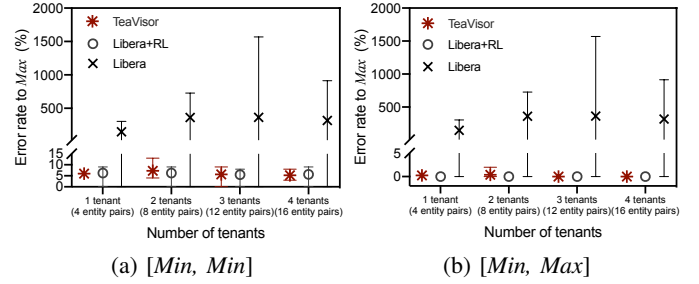 Error rate to Max (%)
2000
1500
1000
500
15
10
5
0
TeaVisor
Libera+RL
Libera
1 tenant
(4 entity pairs)
2 tenants
(8 entity pairs)
3 tenants
(12 entity pairs)
4 tenants
(16 entity pairs)
Number of tenants
(a) [Min, Min]
Error rate to Max (%)
2000
1500
1000
500
5
0
TeaVisor
Libera+RL
Libera
1 tenant
(4 entity pairs)
2 tenants
(8 entity pairs)
3 tenants
(12 entity pairs)
4 tenants
(16 entity pairs)
Number of tenants
(b) [Min, Max]